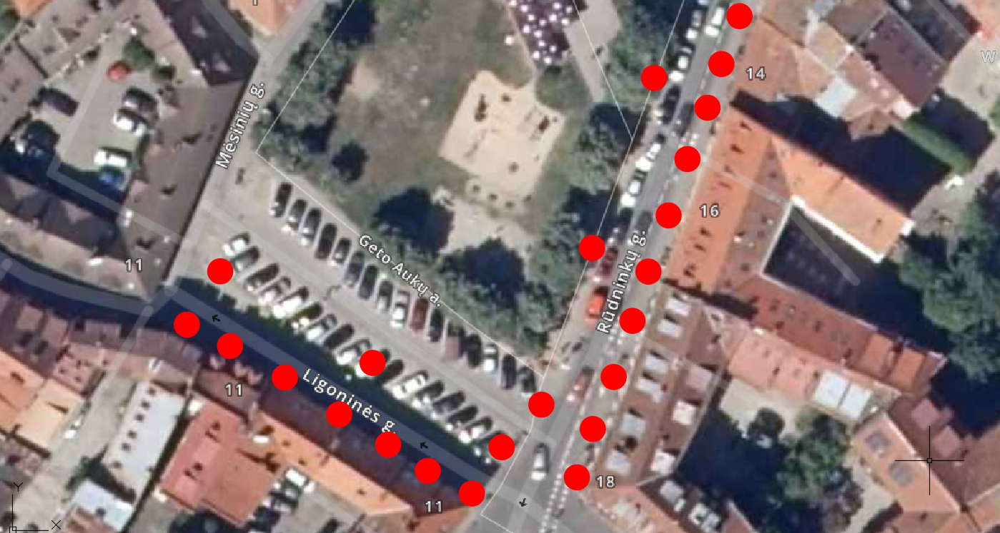 14
W
Mėsinių g.
16
Geto Aukų a.
Rūdninkų g.
11
Ligoninės g.
11
18
11
Y
X